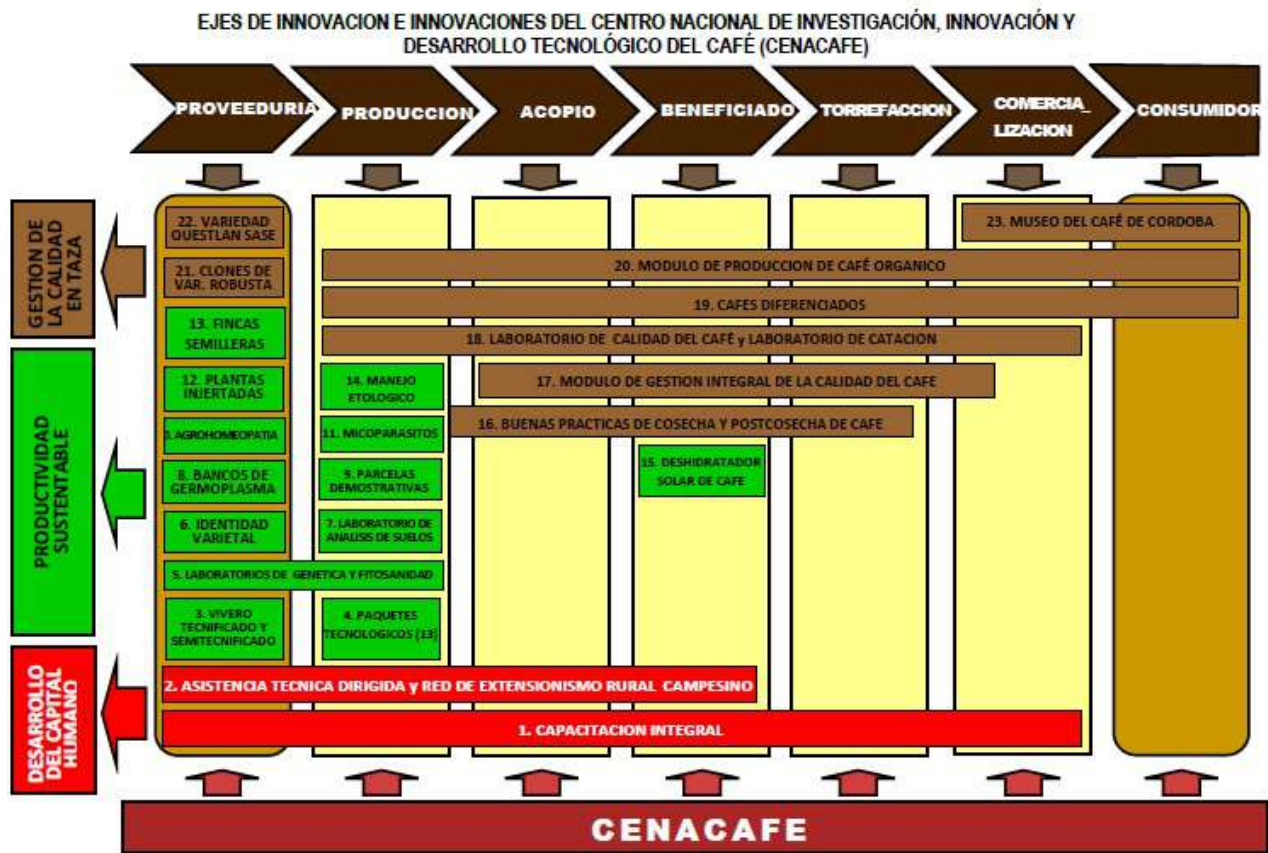 EJES DE INNOVACION E INNOVACIONES DEL CENTRO NACIONAL DE INVESTIGACIÓN, INNOVACIÓN Y
DESARROLLO TECNOLÓGICO DEL CAFÉ (CENACAFE)
PROVEEDURIA
PRODUCCION
ACOPIO
BENEFICIADO
TORREFACCION
COMERCIA_
LIZACION
CONSUMIDOR
GESTION DE
LA CALIDAD
EN TAZA
PRODUCTIVIDAD
SUSTENTABLE
DESARROLLO
DEL CAPITAL
HUMANO
22. VARIEDAD
QUESTLAN SASE
23. MUSEO DEL CAFÉ DE CORDOBA
21. CLONES DE
VAR. ROBUSTA
20. MODULO DE PRODUCCION DE CAFÉ ORGANICO
19. CAFES DIFERENCIADOS
13. FINCAS
SEMILLERAS
18. LABORATORIO DE CALIDAD DEL CAFÉ y LABORATORIO DE CATACION
12. PLANTAS
INJERTADAS
14. MANEJO
ETOLOGICO
17. MODULO DE GESTION INTEGRAL DE LA CALIDAD DEL CAFE
AGROHOMEOPATIA
11. MICOPARASITOS
16. BUENAS PRACTICAS DE COSECHA Y POSTCOSECHA DE CAFE
8. BANCOS DE
GERMOPLASMA
9. PARCELAS
DEMOSTRATIVAS
15. DESHIDRATADOR
SOLAR DE CAFE
6. IDENTIDAD
VARIETAL
7. LABORATORIO DE
ANALISIS DE SUELOS
5. LABORATORIOS DE GENETICA Y FITOSANIDAD
3. VIVERO
TECNIFICADO Y
SEMITECNIFICADO
4. PAQUETES
TECNOLOGICOS (13)
2. ASISTENCIA TECNICA DIRIGIDA y RED DE EXTENSIONISMO RURAL CAMPESINO
1. CAPACITACION INTEGRAL
CENACAFE